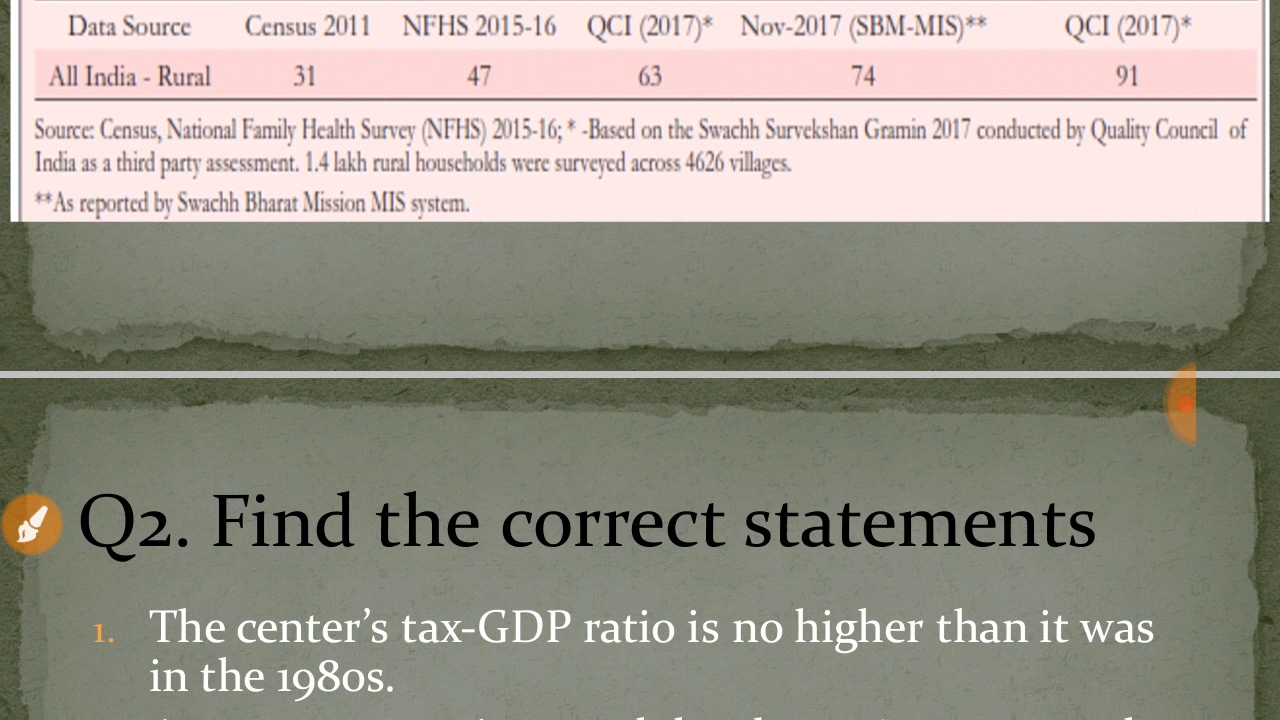 Data Source Census 2011 NFHS 2015-16 QCI (2017)* Nov-2017 (SBM-MIS)** QCI (2017)*
All India - Rural 31 47 63 74 91
Source: Census, National Family Health Survey (NFHS) 2015-16; * -Based on the Swachh Survekshan Gramin 2017 conducted by Quality Council of
India as a third party assessment. 1.4 lakh rural households were surveyed across 4626 villages.
**As reported by Swachh Bharat Mission MIS system.
Q2. Find the correct statements
1. The center’s tax-GDP ratio is no higher than it was
in the 1980s.